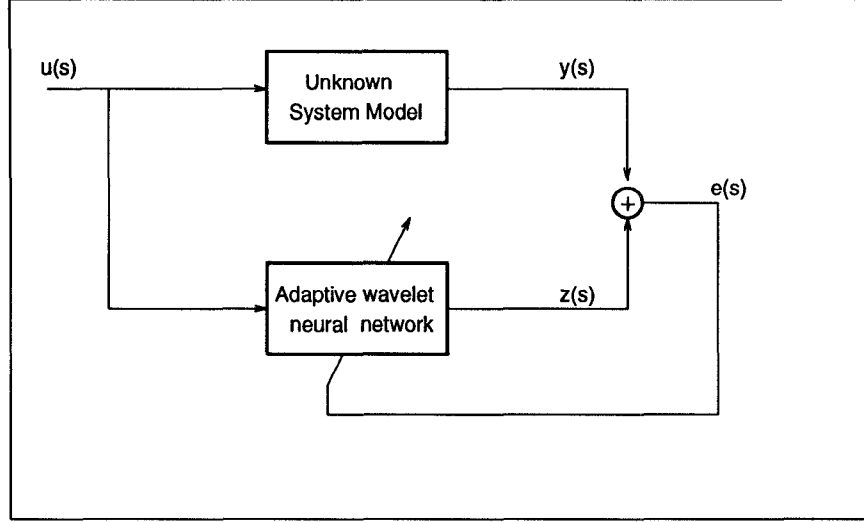 u(s)
Unknown
System Model
y(s)
+
e(s)
Adaptive wavelet
neural network
z(s)